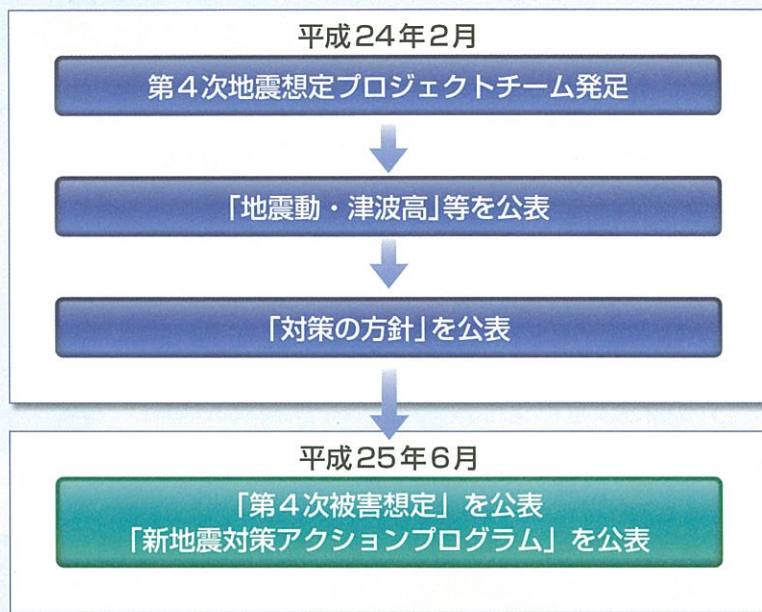 平成24年2月
第4次地震想定プロジェクトチーム発足
「地震動・津波高」等を公表
「対策の方針」を公表
平成25年6月
「第4次被害想定」を公表
「新地震対策アクションプログラム」を公表